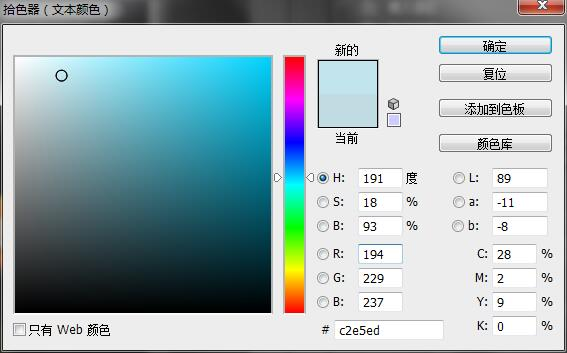 拾色器（文本颜色）
新的
当前
确定
复位
添加到色板
颜色库
H: 191 度
S: 18 %
B: 93 %
R: 194
G: 229
B: 237
L: 89
a: -11
b: -8
C: 28 %
M: 2 %
Y: 9 %
K: 0 %
# c2e5ed
只有 Web 颜色